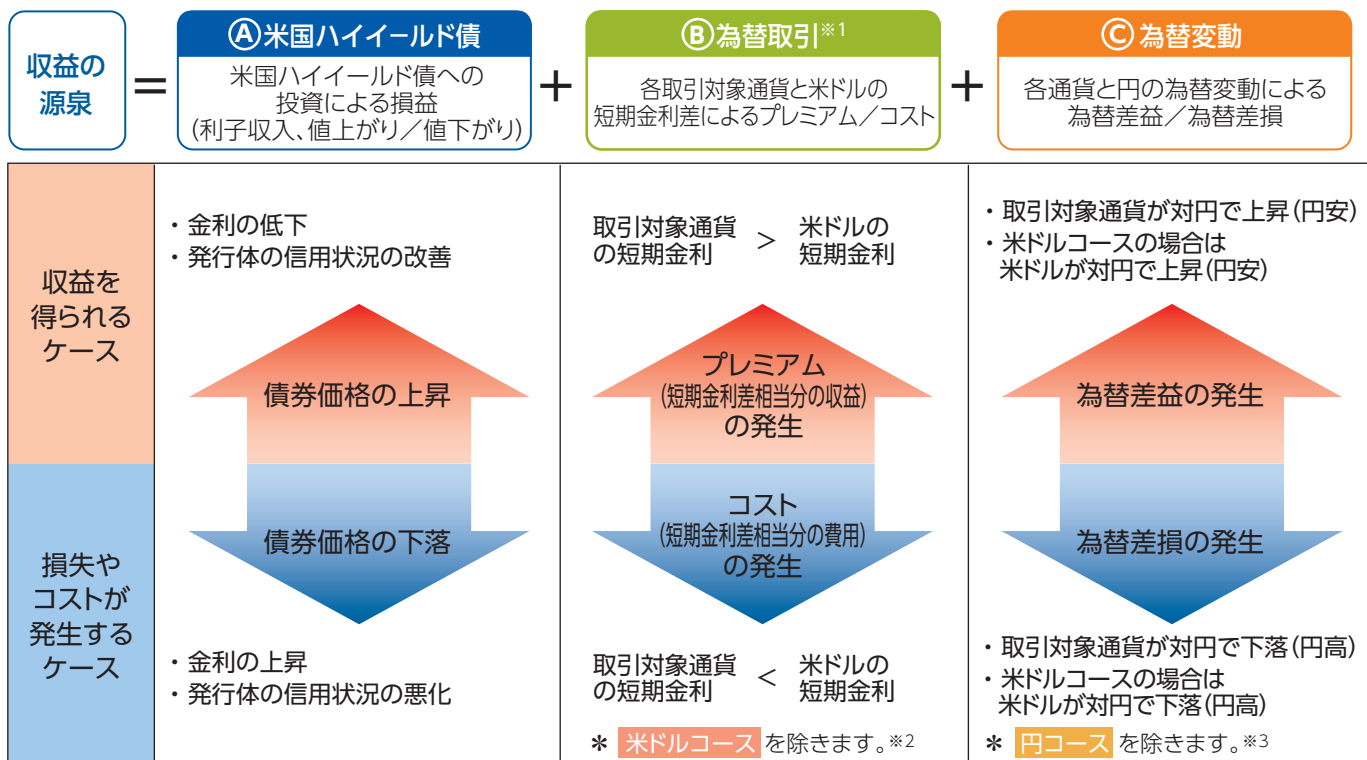 収益の
源泉
=
Ⓐ米国ハイイールド債
米国ハイイールド債への
投資による損益
(利子収入、値上がり/値下がり)
+
Ⓑ為替取引※1
各取引対象通貨と米ドルの
短期金利差によるプレミアム/コスト
+
Ⓒ為替変動
各通貨と円の為替変動による
為替差益/為替差損
収益を
得られる
ケース
・金利の低下
・発行体の信用状況の改善
債券価格の上昇
取引対象通貨
の短期金利
>
米ドルの
短期金利
プレミアム
(短期金利差相当分の収益)
の発生
・取引対象通貨が対円で上昇(円安)
・米ドルコースの場合は
米ドルが対円で上昇(円安)
為替差益の発生
損失や
コストが
発生する
ケース
債券価格の下落
・金利の上昇
・発行体の信用状況の悪化
コスト
(短期金利差相当分の費用)
の発生
取引対象通貨
の短期金利
<
米ドルの
短期金利
* 米ドルコース を除きます。※2
為替差損の発生
・取引対象通貨が対円で下落(円高)
・米ドルコースの場合は
米ドルが対円で下落(円高)
* 円コース を除きます。※3